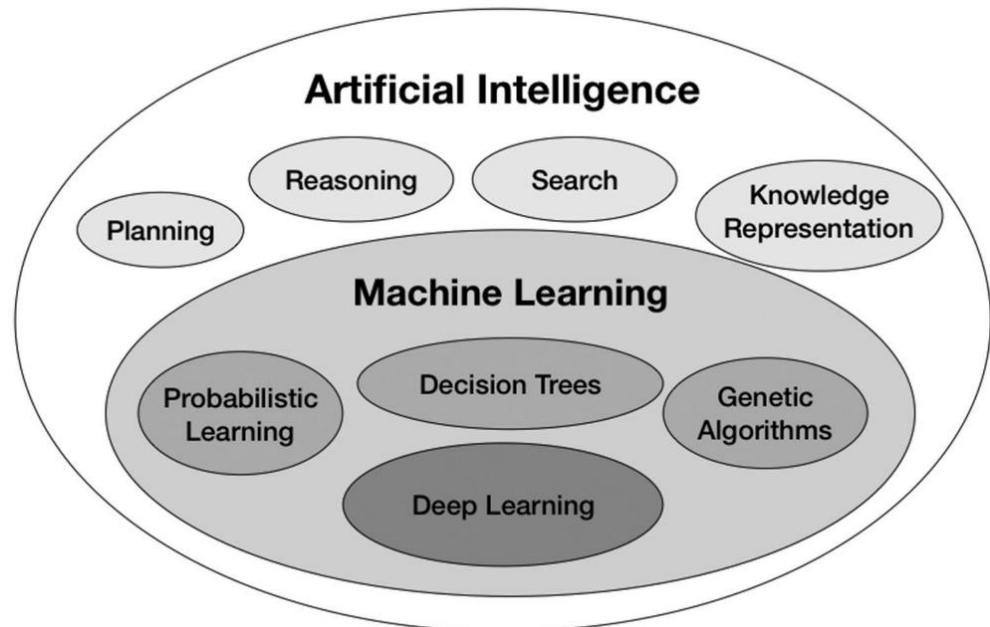 Artificial Intelligence
Reasoning
Search
Knowledge
Representation
Planning
Machine Learning
Decision Trees
Probabilistic
Learning
Genetic
Algorithms
Deep Learning